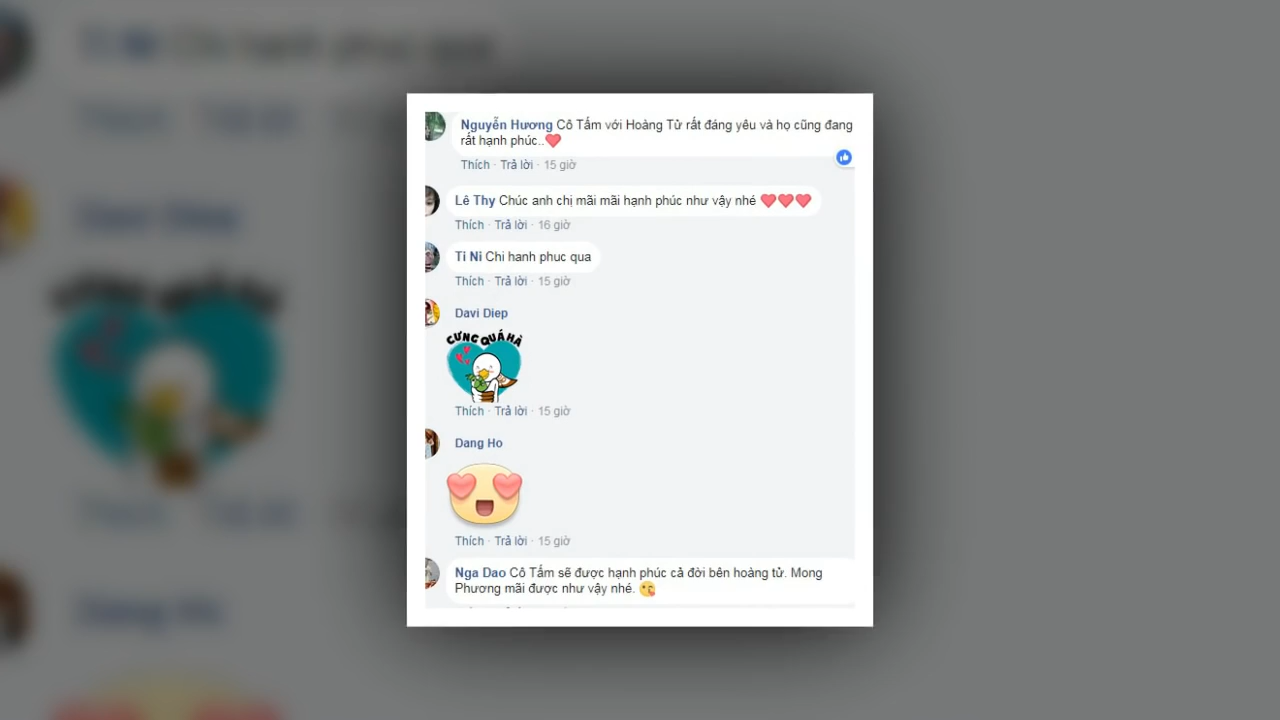 Nguyễn Hương Cô Tấm với Hoàng Tử rất đáng yêu và họ cũng đang
rất hạnh phúc..❤
Thích · Trả lời · 15 giờ
Lê Thy Chúc anh chị mãi mãi hạnh phúc như vậy nhé ❤❤❤
Thích · Trả lời · 16 giờ
Ti Ni Chi hanh phuc qua
Thích · Trả lời · 15 giờ
Davi Diep
CƯNG QUÁ HÀ
Thích · Trả lời · 15 giờ
Dang Ho
Thích · Trả lời · 15 giờ
Nga Dao Cô Tấm sẽ được hạnh phúc cả đời bên hoàng tử. Mong
Phương mãi được như vậy nhé. 😘